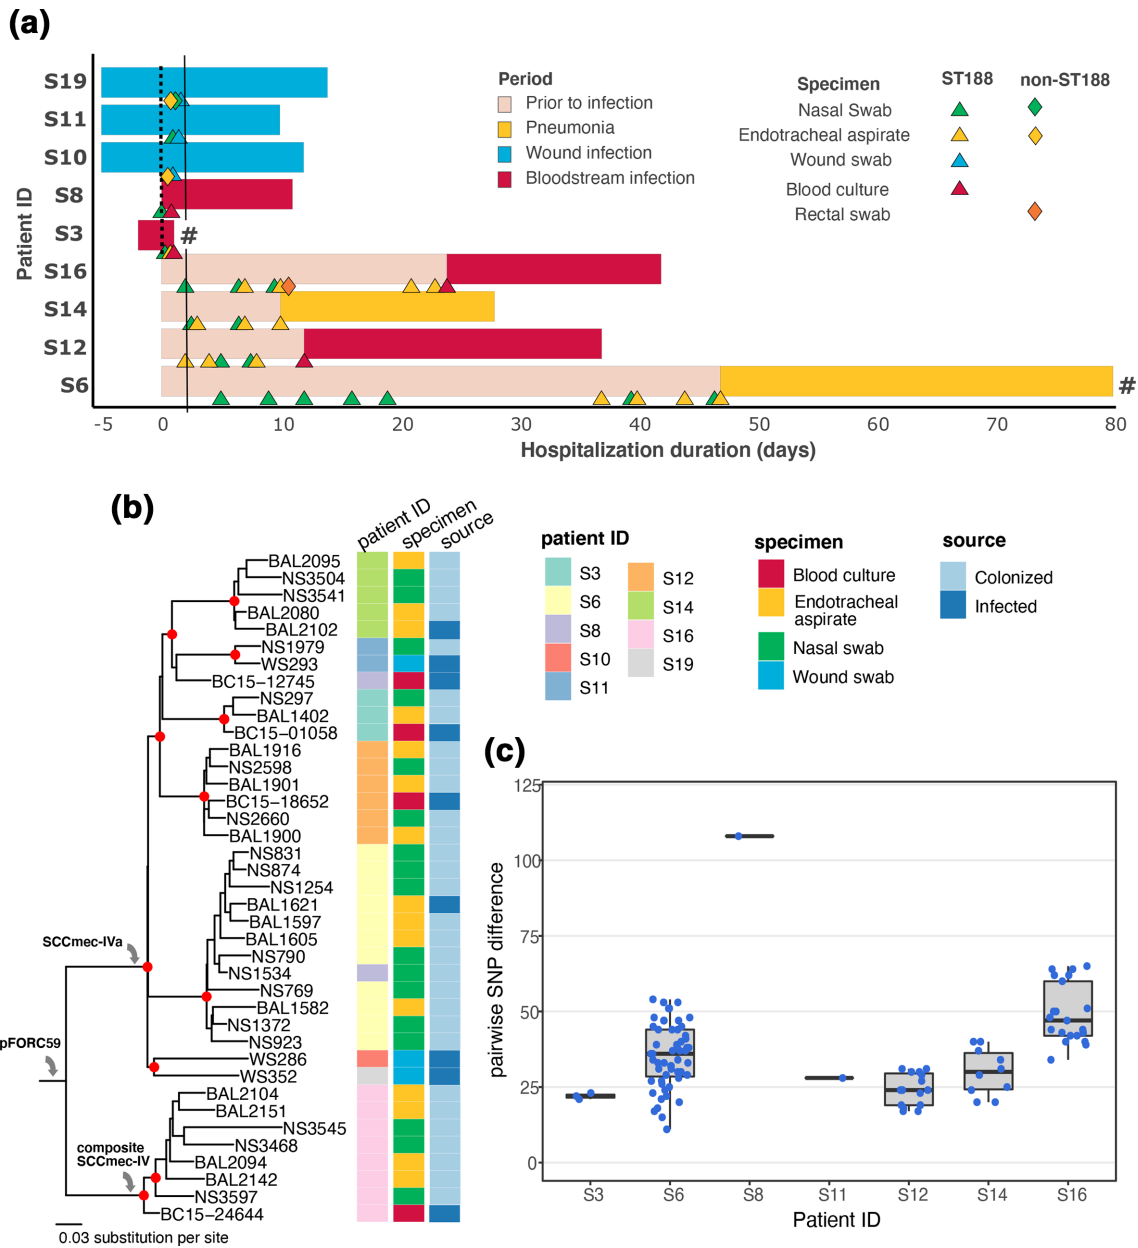 (a)
S19
S11
S10
S8
S3
#
S16
S14
S12
S6
#
Patient ID
-5 0 10 20 30 40 50 60 70 80
Hospitalization duration (days)
Period
Prior to infection
Pneumonia
Wound infection
Bloodstream infection
Specimen ST188 non-ST188
Nasal Swab
Endotracheal aspirate
Wound swab
Blood culture
Rectal swab
(b)
patient ID
specimen
source
BAL2095
NS3504
NS3541
BAL2080
BAL2102
NS1979
WS293
BC15-12745
NS297
BAL1402
BC15-01058
BAL1916
NS2598
BAL1901
BC15-18652
NS2660
BAL1900
NS831
NS874
NS1254
BAL1621
BAL1597
BAL1605
NS790
NS1534
NS769
BAL1582
NS1372
NS923
WS286
WS352
BAL2104
BAL2151
NS3545
NS3468
BAL2094
BAL2142
NS3597
BC15-24644
SCCmec-IVa
pFORC59
composite
SCCmec-IV
0.03 substitution per site
patient ID
S3
S6
S8
S10
S11
S12
S14
S16
S19
specimen
Blood culture
Endotracheal
aspirate
Nasal swab
Wound swab
source
Colonized
Infected
(c)
pairwise SNP difference
125
100
75
50
25
0
S3 S6 S8 S11 S12 S14 S16
Patient ID